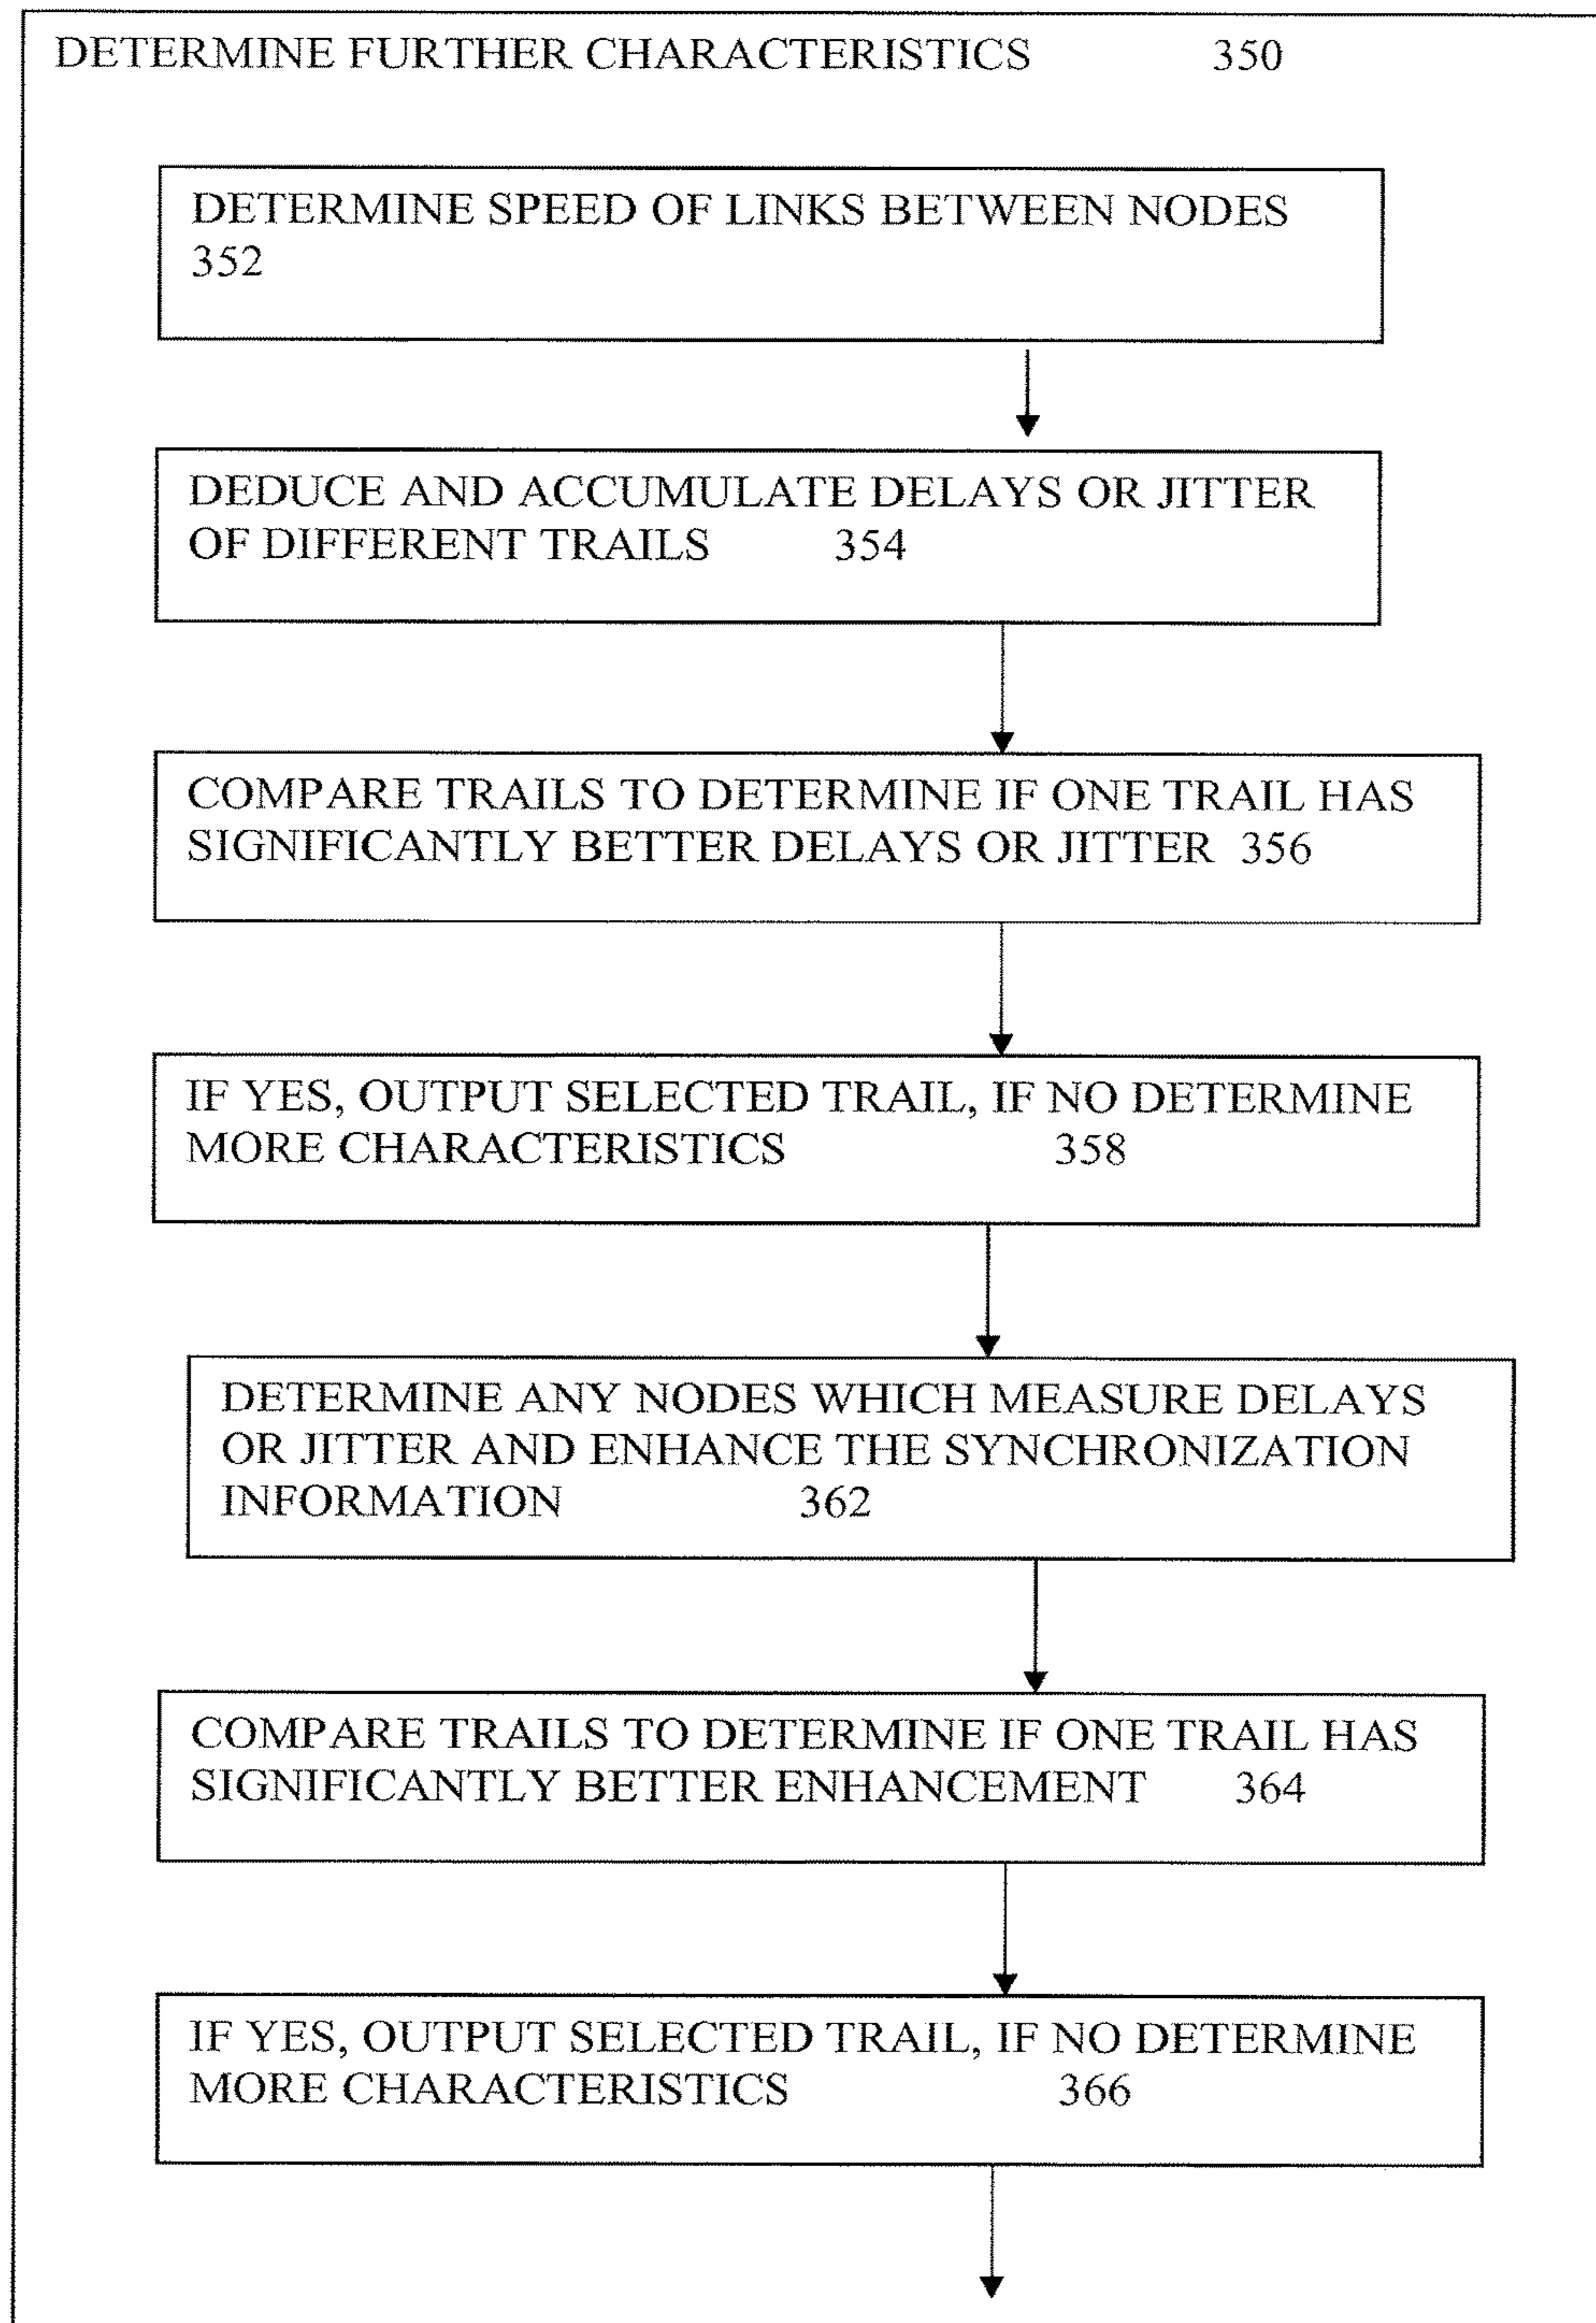 DETERMINE FURTHER CHARACTERISTICS 350
DETERMINE SPEED OF LINKS BETWEEN NODES
352
DEDUCE AND ACCUMULATE DELAYS OR JITTER
OF DIFFERENT TRAILS 354
COMPARE TRAILS TO DETERMINE IF ONE TRAIL HAS
SIGNIFICANTLY BETTER DELAYS OR JITTER 356
IF YES, OUTPUT SELECTED TRAIL, IF NO DETERMINE
MORE CHARACTERISTICS 358
DETERMINE ANY NODES WHICH MEASURE DELAYS
OR JITTER AND ENHANCE THE SYNCHRONIZATION
INFORMATION 362
COMPARE TRAILS TO DETERMINE IF ONE TRAIL HAS
SIGNIFICANTLY BETTER ENHANCEMENT 364
IF YES, OUTPUT SELECTED TRAIL, IF NO DETERMINE
MORE CHARACTERISTICS 366